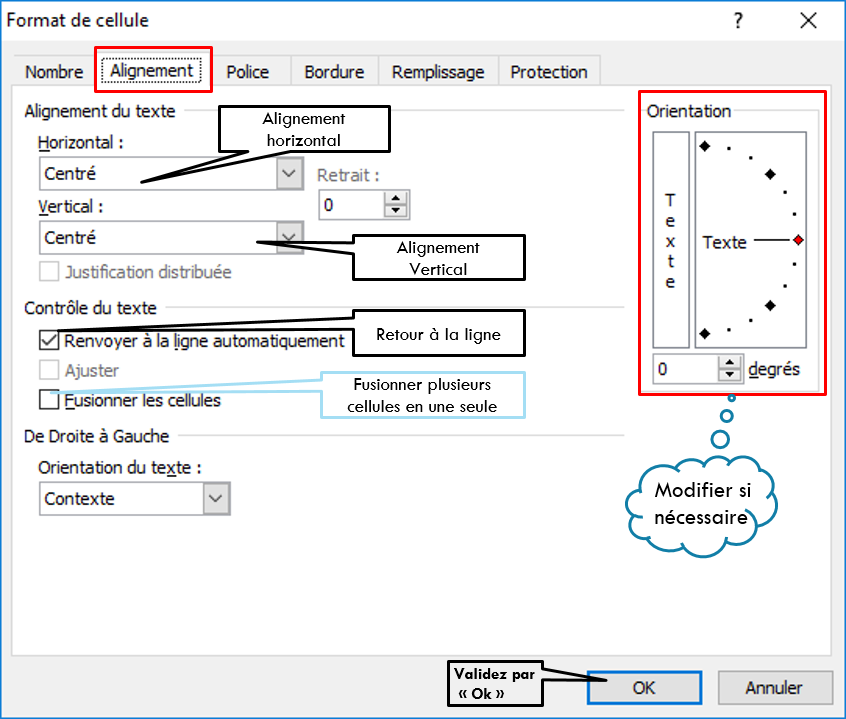 Format de cellule
?
Nombre
Alignement
Police
Bordure
Remplissage
Protection
Alignement du texte
Alignement
horizontal
Horizontal :
Centré
Retrait :
0
Vertical :
Centré
Alignement
Vertical
Justification distribuée
Contrôle du texte
Renvoyer à la ligne automatiquement
Retour à la ligne
Ajuster
Fusionner les cellules
Fusionner plusieurs
cellules en une seule
De Droite à Gauche
Orientation du texte :
Contexte
Orientation
T
e
x
t
e
Texte
0
degrés
Modifier si
nécessaire
Validez par
« Ok »
OK
Annuler